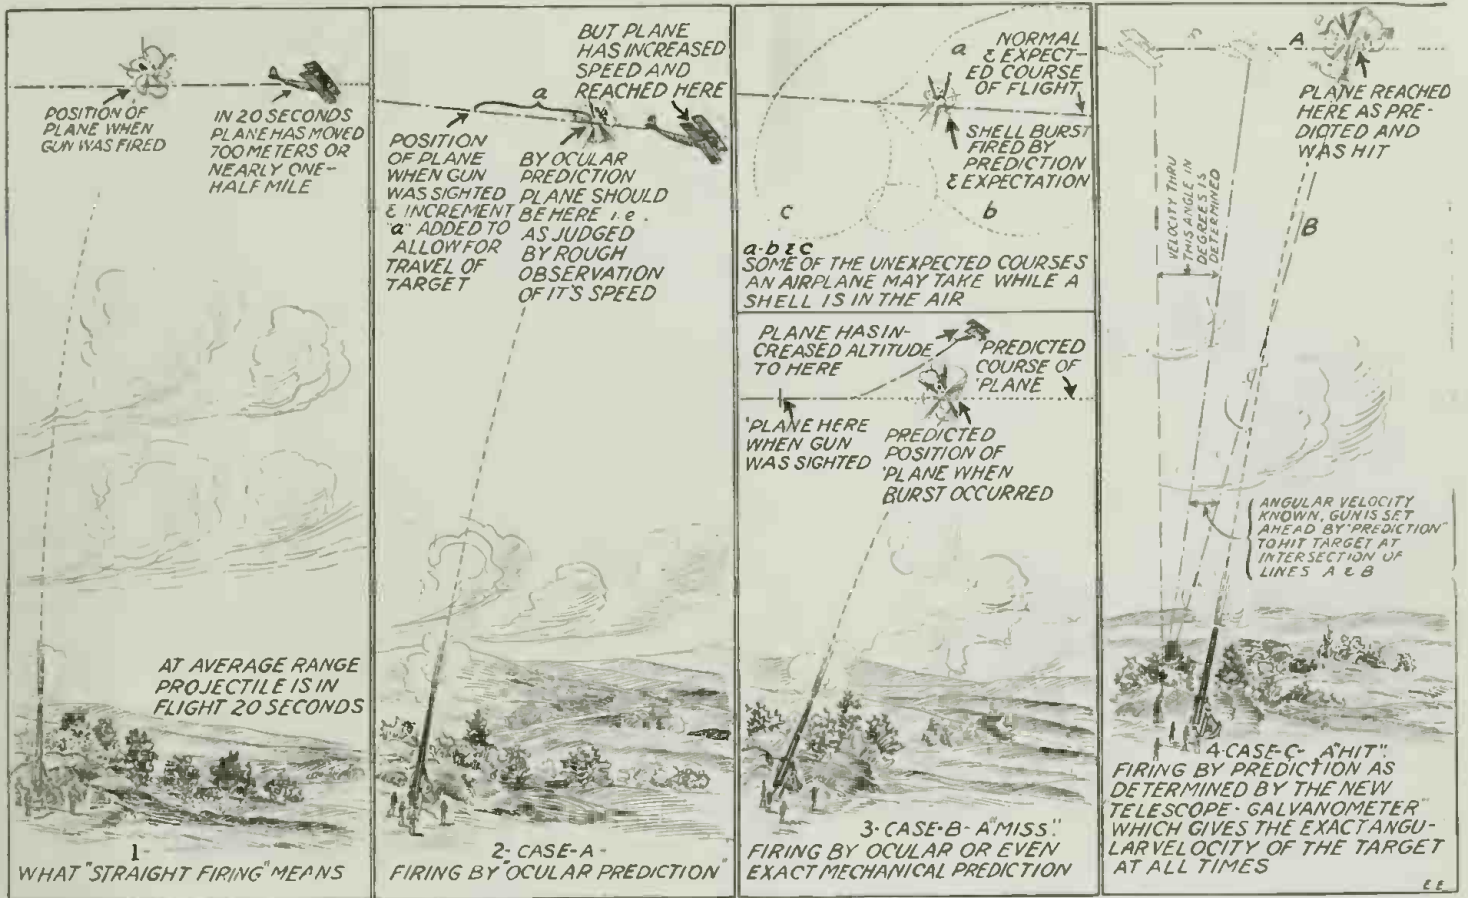 POSITION OF
PLANE WHEN
GUN WAS FIRED
IN 20 SECONDS
PLANE HAS MOVED
700 METERS OR
NEARLY ONE-
HALF MILE
AT AVERAGE RANGE
PROJECTILE IS IN
FLIGHT 20 SECONDS
1-
WHAT "STRAIGHT FIRING" MEANS
BUT PLANE
HAS INCREASED
SPEED AND
REACHED HERE
a
POSITION
OF PLANE
WHEN GUN
WAS SIGHTED
& INCREMENT
"a" ADDED TO
ALLOW FOR
TRAVEL OF
TARGET
BY OCULAR
PREDICTION
PLANE SHOULD
BE HERE i.e.
AS JUDGED
BY ROUGH
OBSERVATION
OF IT'S SPEED
2- CASE-A-
FIRING BY "OCULAR PREDICTION"
a
NORMAL
& EXPECT-
ED COURSE
OF FLIGHT
SHELL BURST
FIRED BY
PREDICTION
& EXPECTATION
c
b
a-b & c
SOME OF THE UNEXPECTED COURSES
AN AIRPLANE MAY TAKE WHILE A
SHELL IS IN THE AIR
PLANE HAS IN-
CREASED ALTITUDE
TO HERE
PREDICTED
COURSE OF
'PLANE
'PLANE HERE
WHEN GUN
WAS SIGHTED
PREDICTED
POSITION OF
'PLANE WHEN
BURST OCCURRED
3- CASE-B- A "MISS".
FIRING BY OCULAR OR EVEN
EXACT MECHANICAL PREDICTION
A
PLANE REACHED
HERE AS PRE-
DICTED AND
WAS HIT
VELOCITY THRU
THIS ANGLE IN
DEGREES IS
DETERMINED
B
ANGULAR VELOCITY
KNOWN, GUN IS SET
AHEAD BY "PREDICTION"
TO HIT TARGET AT
INTERSECTION OF
LINES A & B
4-CASE-C- A "HIT".
FIRING BY PREDICTION AS
DETERMINED BY THE NEW
TELESCOPE-GALVANOMETER"
WHICH GIVES THE EXACT ANGU-
LAR VELOCITY OF THE TARGET
AT ALL TIMES
E E